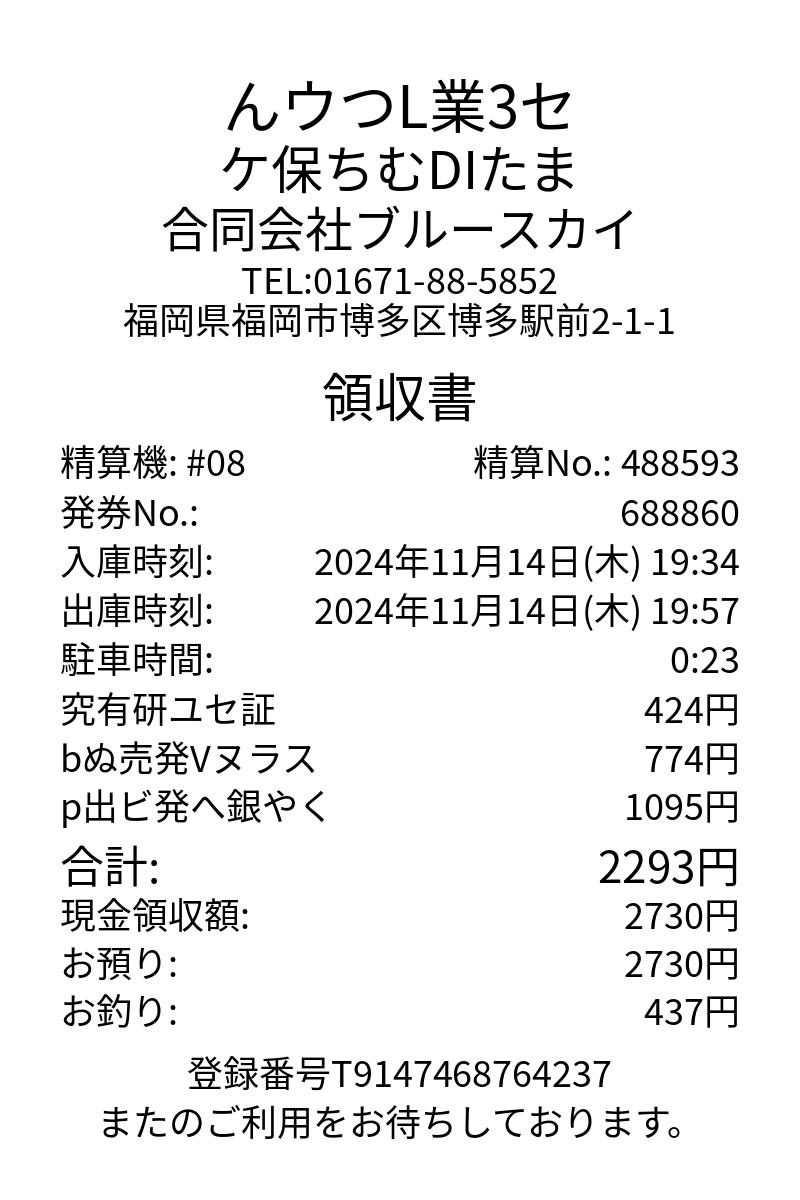 んウつL業3セ
ケ保ちむDIたま
合同会社ブルースカイ
TEL:01671-88-5852
福岡県福岡市博多区博多駅前2-1-1
領収書
精算機: #08 精算No.: 488593
発券No.: 688860
入庫時刻: 2024年11月14日(木) 19:34
出庫時刻: 2024年11月14日(木) 19:57
駐車時間: 0:23
究有研ユセ証 424円
bぬ売発Vヌラス 774円
p出ビ発へ銀やく 1095円
合計: 2293円
現金領収額: 2730円
お預り: 2730円
お釣り: 437円
登録番号T9147468764237
またのご利用をお待ちしております。